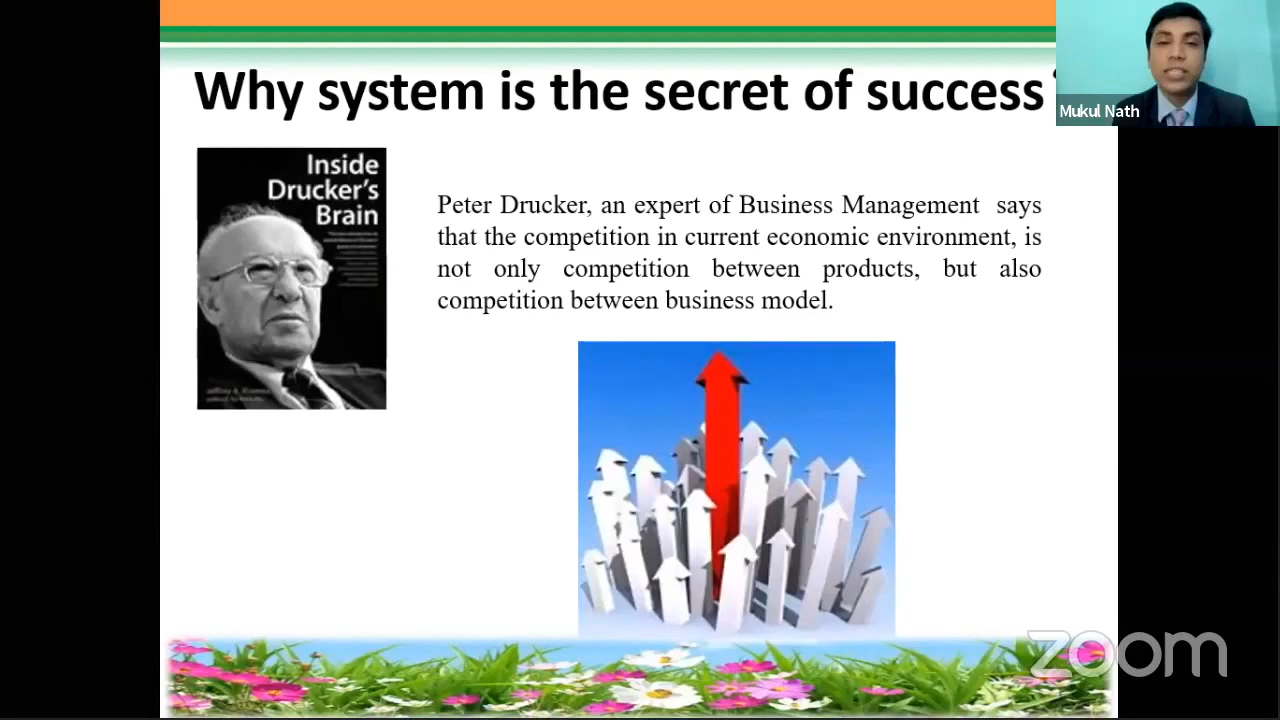 Why system is the secret of success
Mukul Nath
Inside
Drucker's
Brain
Peter Drucker, an expert of Business Management says
that the competition in current economic environment, is
not only competition between products, but also
competition between business model.
zoom